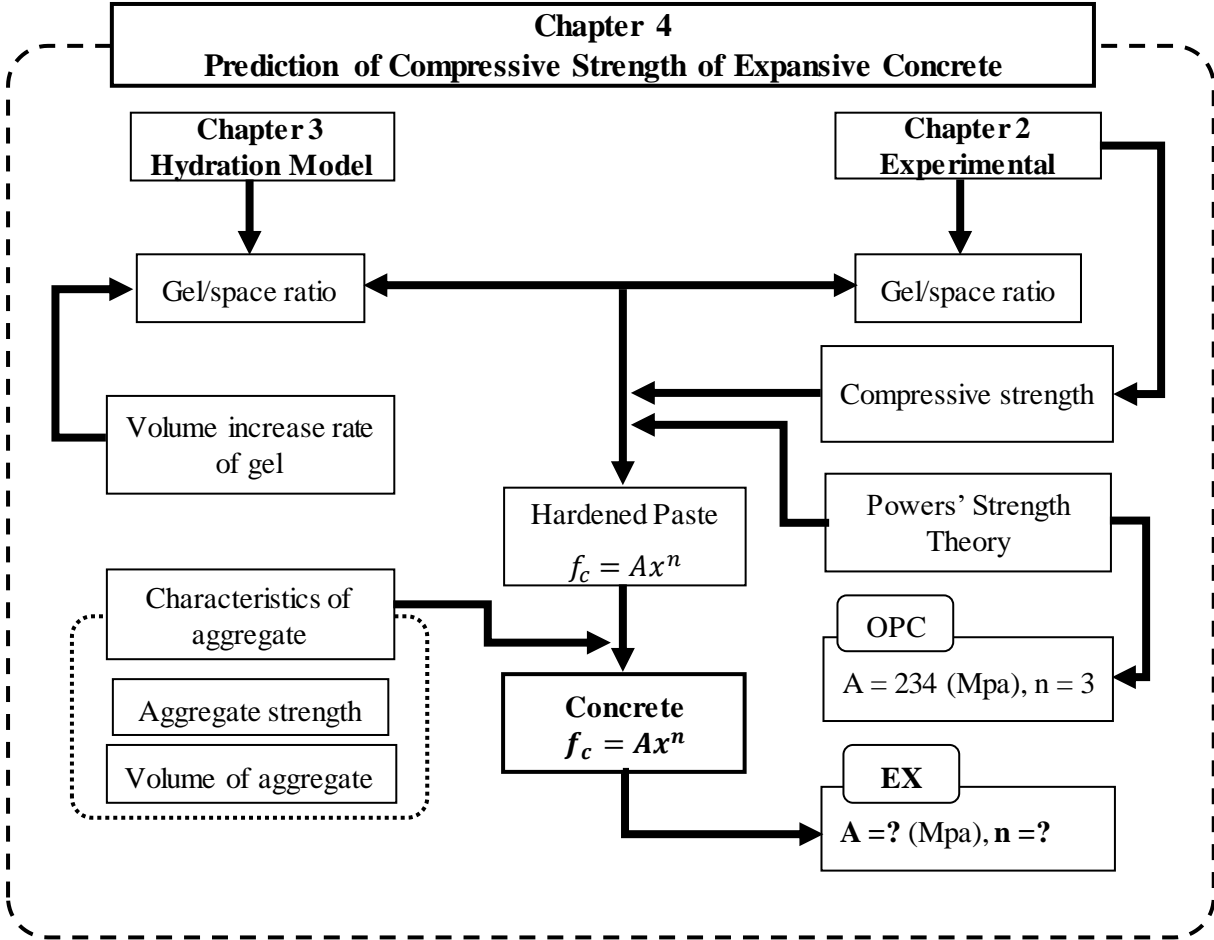 Chapter 4
Prediction of Compressive Strength of Expansive Concrete
Chapter 3
Hydration Model
Chapter 2
Experimental
Gel/space ratio
Gel/space ratio
Compressive strength
Volume increase rate
of gel
Hardened Paste
f_c = Ax^n
Powers’ Strength
Theory
Characteristics of
aggregate
Aggregate strength
Volume of aggregate
OPC
A = 234 (Mpa), n = 3
Concrete
f_c = Ax^n
EX
A =? (Mpa), n =?